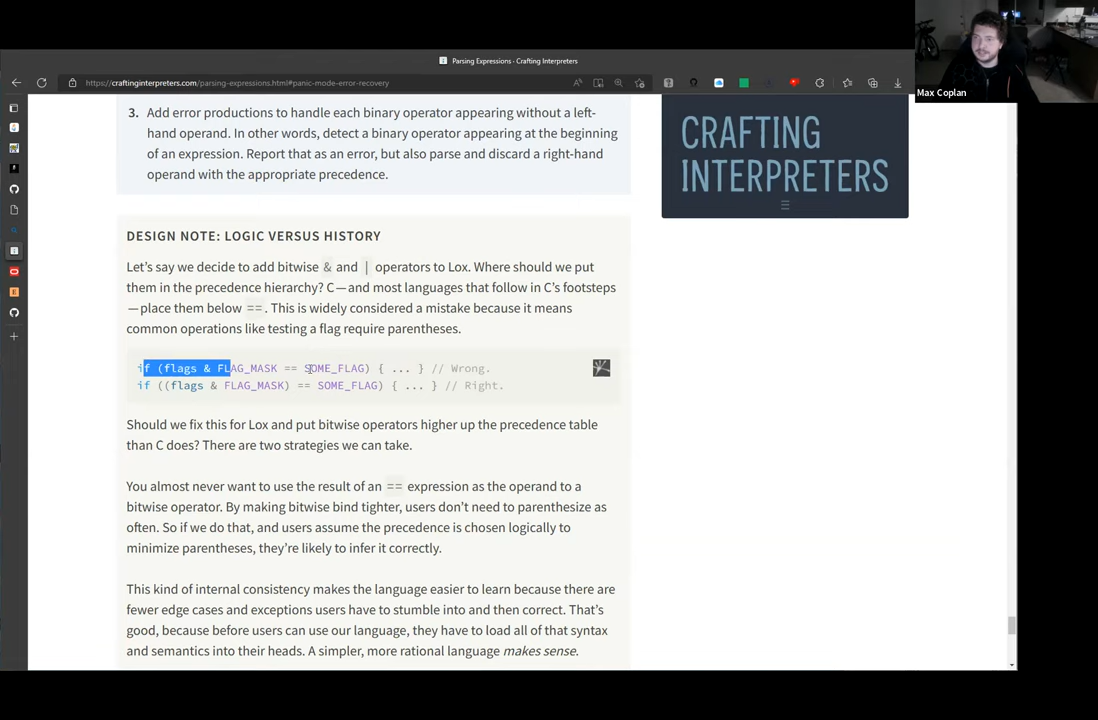 Parsing Expressions · Crafting Interpreters
https://craftinginterpreters.com/parsing-expressions.html#panic-mode-error-recovery
Max Coplan
3. Add error productions to handle each binary operator appearing without a left-
hand operand. In other words, detect a binary operator appearing at the beginning
of an expression. Report that as an error, but also parse and discard a right-hand
operand with the appropriate precedence.
CRAFTING
INTERPRETERS
DESIGN NOTE: LOGIC VERSUS HISTORY
Let’s say we decide to add bitwise & and | operators to Lox. Where should we put
them in the precedence hierarchy? C—and most languages that follow in C’s footsteps
—place them below ==. This is widely considered a mistake because it means
common operations like testing a flag require parentheses.
if (flags & FLAG_MASK == SOME_FLAG) { ... } // Wrong.
if ((flags & FLAG_MASK) == SOME_FLAG) { ... } // Right.
Should we fix this for Lox and put bitwise operators higher up the precedence table
than C does? There are two strategies we can take.
You almost never want to use the result of an == expression as the operand to a
bitwise operator. By making bitwise bind tighter, users don’t need to parenthesize as
often. So if we do that, and users assume the precedence is chosen logically to
minimize parentheses, they’re likely to infer it correctly.
This kind of internal consistency makes the language easier to learn because there are
fewer edge cases and exceptions users have to stumble into and then correct. That’s
good, because before users can use our language, they have to load all of that syntax
and semantics into their heads. A simpler, more rational language makes sense.